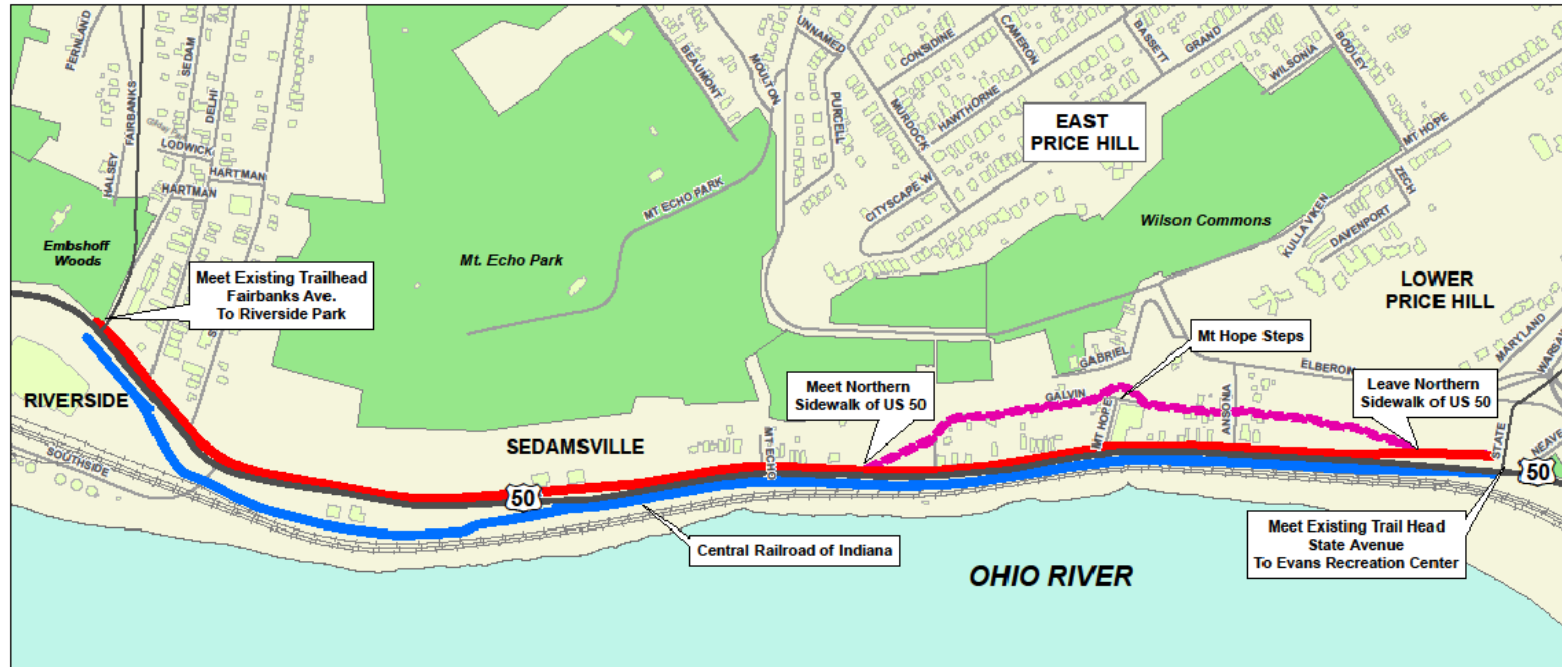 FERNLAND
FAIRBANKS
HALSEY
SEDAM
DELHI
LODWICK
HARTMAN
HARTMAN
Embshoff
Woods
Meet Existing Trailhead
Fairbanks Ave.
To Riverside Park
RIVERSIDE
SOUTHSIDE
BEAUMONT
MOULTON
UNNAMED
PURCELL
MURDOCK
CONSIDINE
CAMERON
HAWTHORNE
BASSETT
GRAND
WILSONIA
BODLEY
CITYSCAPE W
EAST
PRICE HILL
MT ECHO PARK
Mt. Echo Park
Wilson Commons
MT HOPE
ZECH
KULLAVIKEN
DAVENPORT
LOWER
PRICE HILL
MARYLAND
Mt Hope Steps
GABRIEL
ELBERON
GALVIN
MT HOPE
ANSONIA
Meet Northern
Sidewalk of US 50
Leave Northern
Sidewalk of US 50
STATE
SEDAMSVILLE
MT ECHO
50
50
Central Railroad of Indiana
Meet Existing Trail Head
State Avenue
To Evans Recreation Center
OHIO RIVER